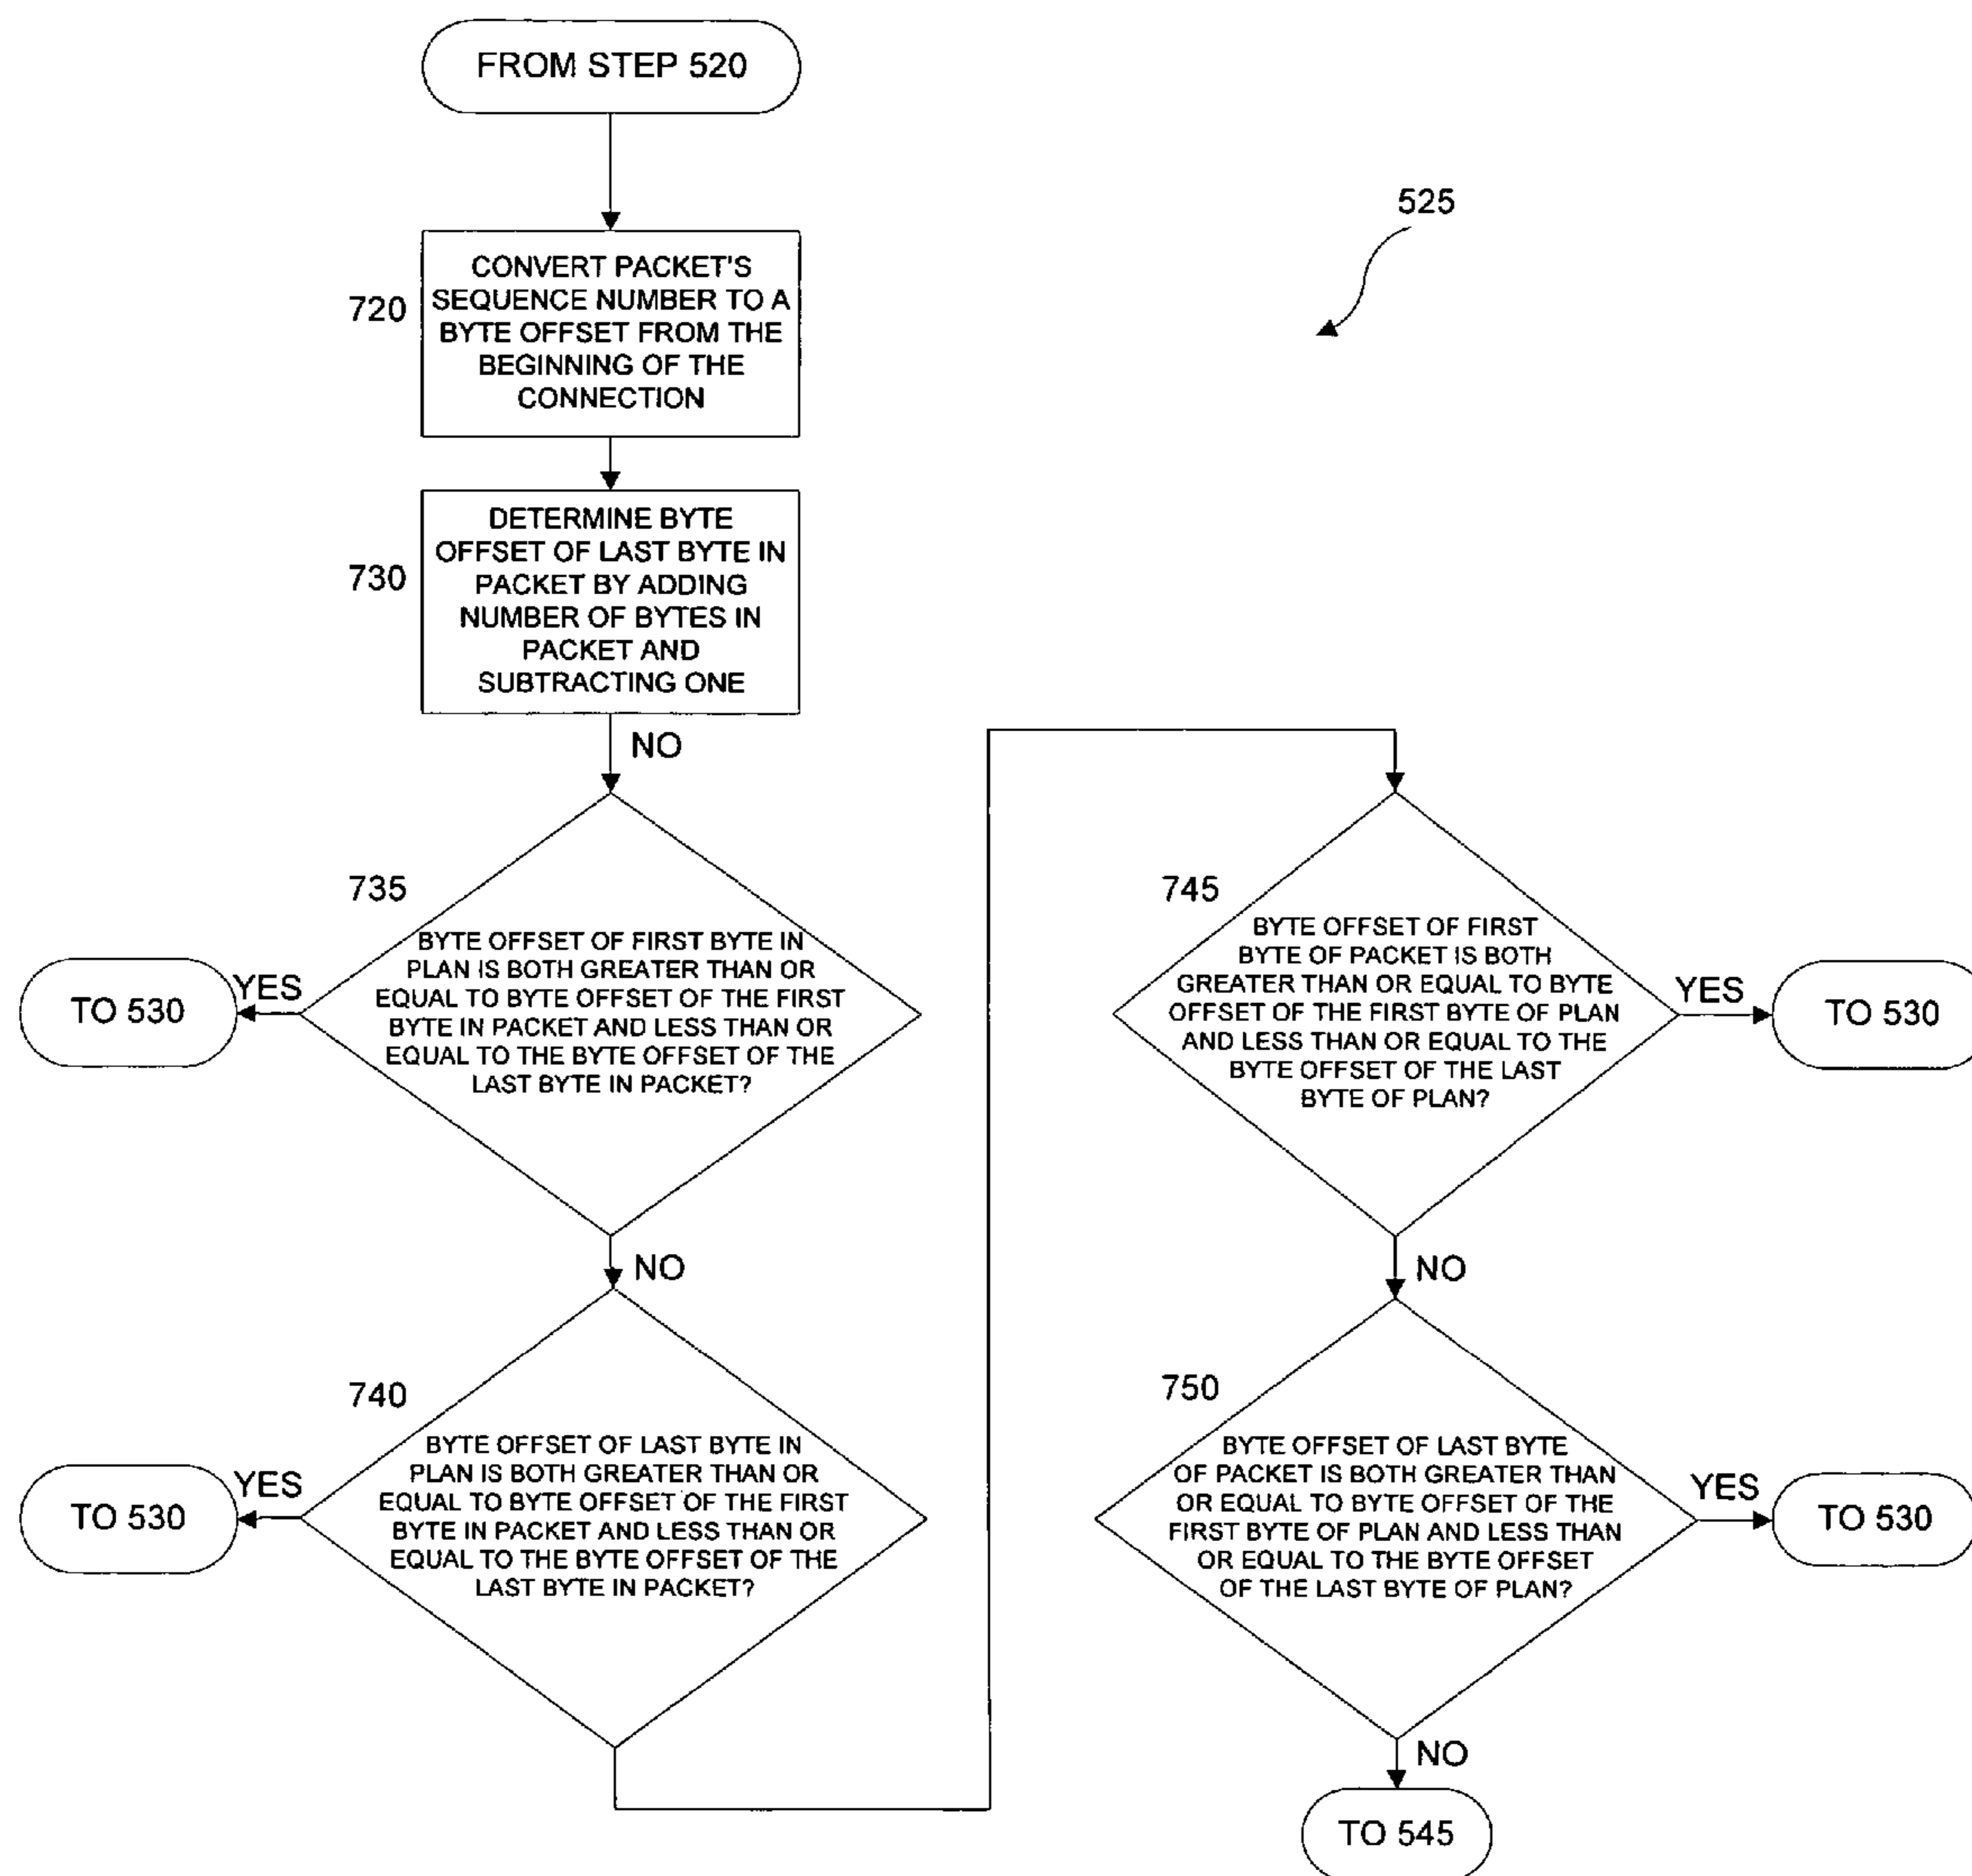 FROM STEP 520
525
720
CONVERT PACKET'S
SEQUENCE NUMBER TO A
BYTE OFFSET FROM THE
BEGINNING OF THE
CONNECTION
730
DETERMINE BYTE
OFFSET OF LAST BYTE IN
PACKET BY ADDING
NUMBER OF BYTES IN
PACKET AND
SUBTRACTING ONE
NO
735
BYTE OFFSET OF FIRST BYTE IN
PLAN IS BOTH GREATER THAN OR
EQUAL TO BYTE OFFSET OF THE FIRST
BYTE IN PACKET AND LESS THAN OR
EQUAL TO THE BYTE OFFSET OF THE
LAST BYTE IN PACKET?
YES
TO 530
NO
740
BYTE OFFSET OF LAST BYTE IN
PLAN IS BOTH GREATER THAN OR
EQUAL TO BYTE OFFSET OF THE FIRST
BYTE IN PACKET AND LESS THAN OR
EQUAL TO THE BYTE OFFSET OF THE
LAST BYTE IN PACKET?
YES
TO 530
745
BYTE OFFSET OF FIRST
BYTE OF PACKET IS BOTH
GREATER THAN OR EQUAL TO BYTE
OFFSET OF THE FIRST BYTE OF PLAN
AND LESS THAN OR EQUAL TO THE
BYTE OFFSET OF THE LAST
BYTE OF PLAN?
YES
TO 530
NO
750
BYTE OFFSET OF LAST BYTE
OF PACKET IS BOTH GREATER THAN
OR EQUAL TO BYTE OFFSET OF THE
FIRST BYTE OF PLAN AND LESS THAN
OR EQUAL TO THE BYTE OFFSET
OF THE LAST BYTE OF PLAN?
YES
TO 530
NO
TO 545